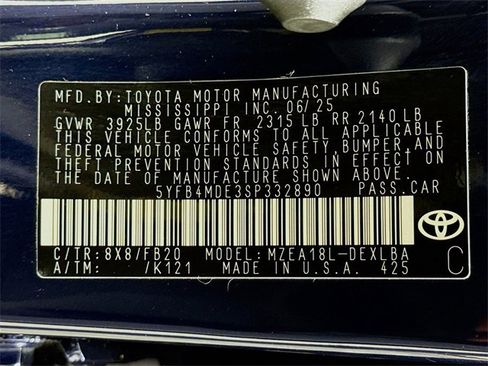 MFD.BY:TOYOTA MOTOR MANUFACTURING
MISSISSIPPI INC.06/25
GVWR 3925LB GAWR FR 2315 LB RR 2140 LB
THIS VEHICLE CONFORMS TO ALL APPLICABLE
FEDERAL MOTOR VEHICLE SAFETY, BUMPER, AND
THEFT PREVENTION STANDARDS IN EFFECT ON
THE DATE OF MANUFACTURE SHOWN ABOVE.
5YFB4MDE3SP332890 PASS.CAR
C/TR:8X8/FB20 MODEL:MZEA18L-DEXLBA
A/TM: /K121 MADE IN U.S.A. 425
TOYOTA
C